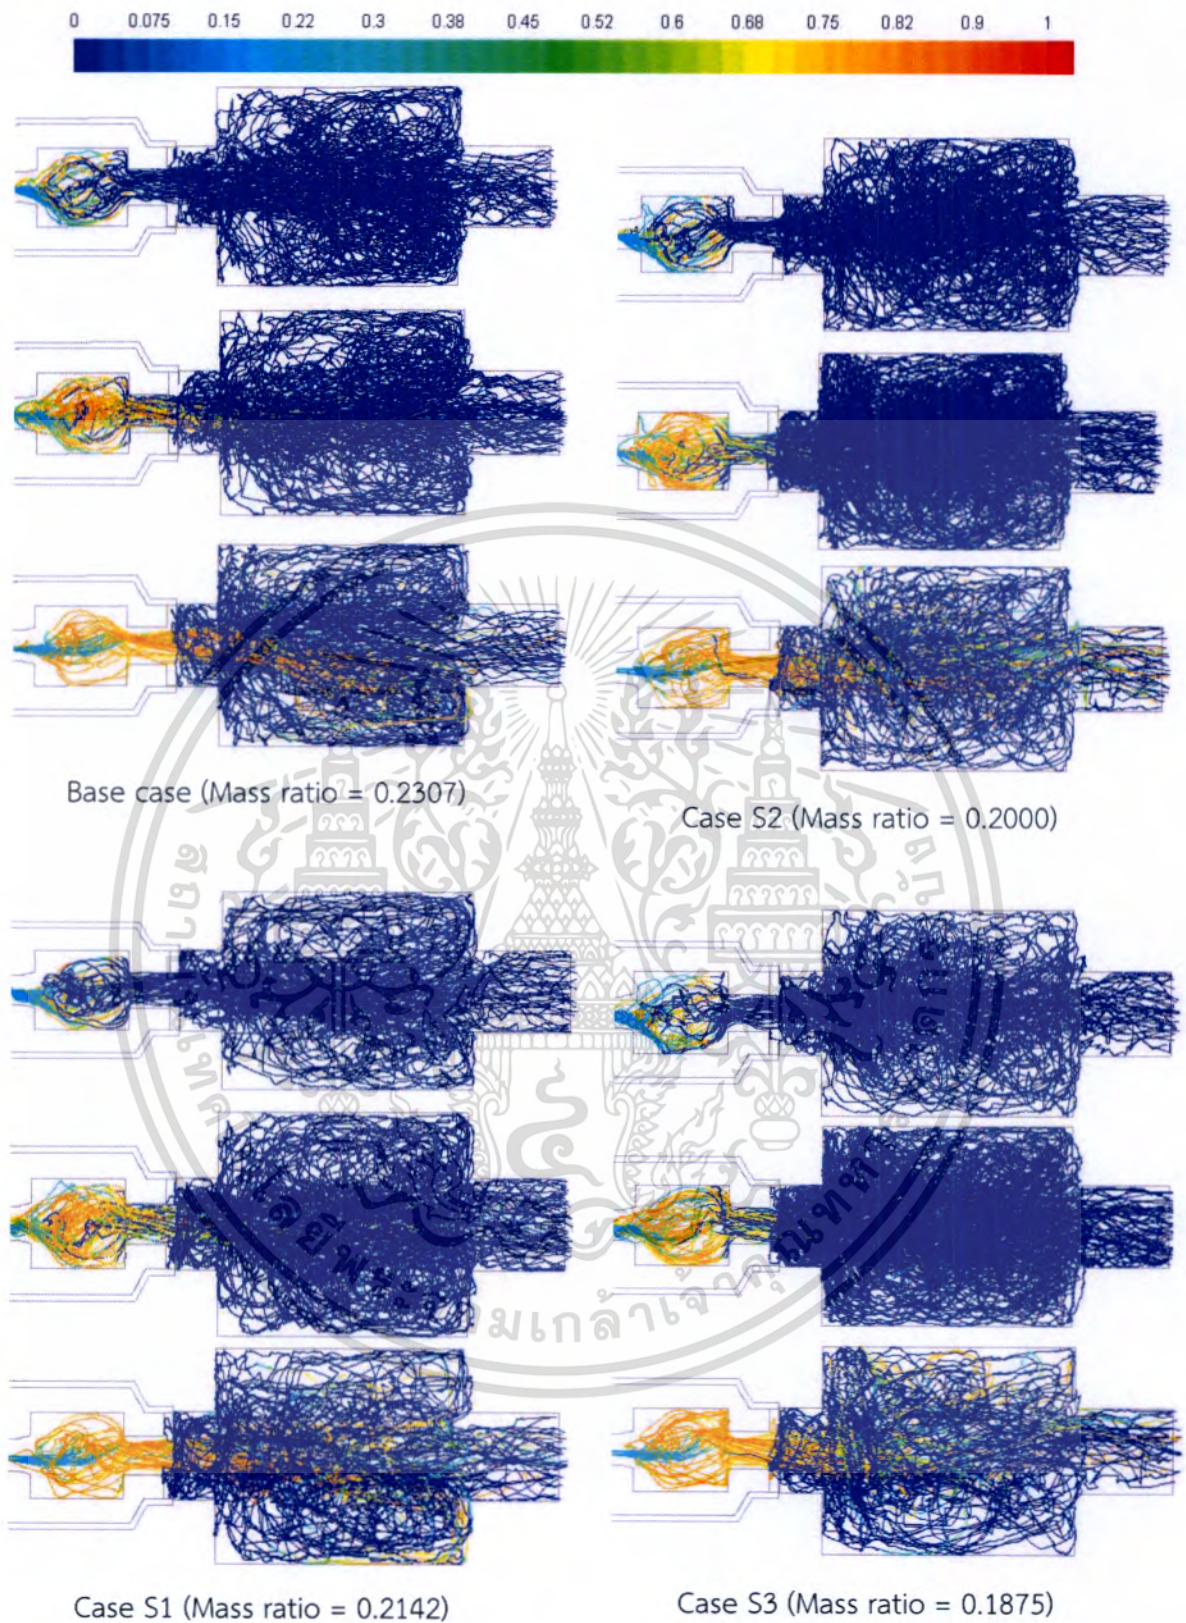 0 0.075 0.15 0.22 0.3 0.38 0.45 0.52 0.6 0.68 0.75 0.82 0.9 1
Base case (Mass ratio = 0.2307)
Case S2 (Mass ratio = 0.2000)
Case S1 (Mass ratio = 0.2142)
Case S3 (Mass ratio = 0.1875)